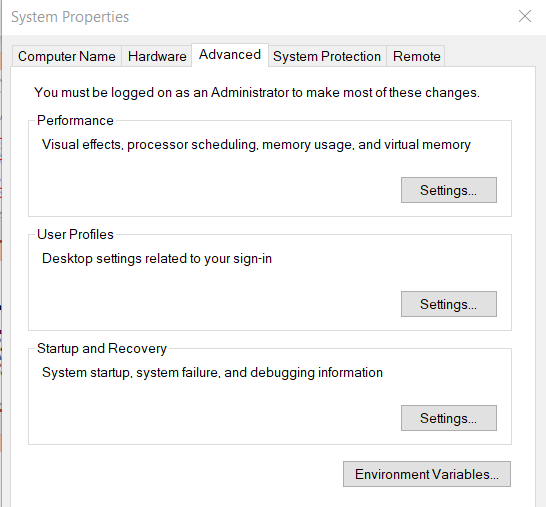 System Properties
Computer Name Hardware Advanced System Protection Remote
You must be logged on as an Administrator to make most of these changes.
Performance
Visual effects, processor scheduling, memory usage, and virtual memory
Settings...
User Profiles
Desktop settings related to your sign-in
Settings...
Startup and Recovery
System startup, system failure, and debugging information
Settings...
Environment Variables...